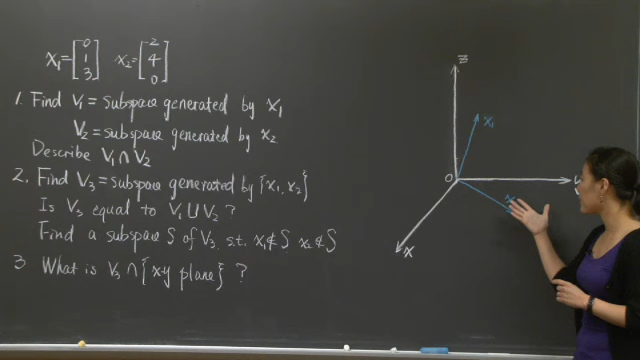 x₁ = [0 1 3] x₂ = [-2 4 0]
1. Find V₁ = subspace generated by x₁
V₂ = subspace generated by x₂
Describe V₁ ∩ V₂
2. Find V₃ = subspace generated by {x₁, x₂}
Is V₃ equal to V₁ ∪ V₂ ?
Find a subspace S of V₃, s.t. x₁ ∉ S x₂ ∉ S
3 What is V₃ ∩ {xy plane} ?
z
x₁
O
x